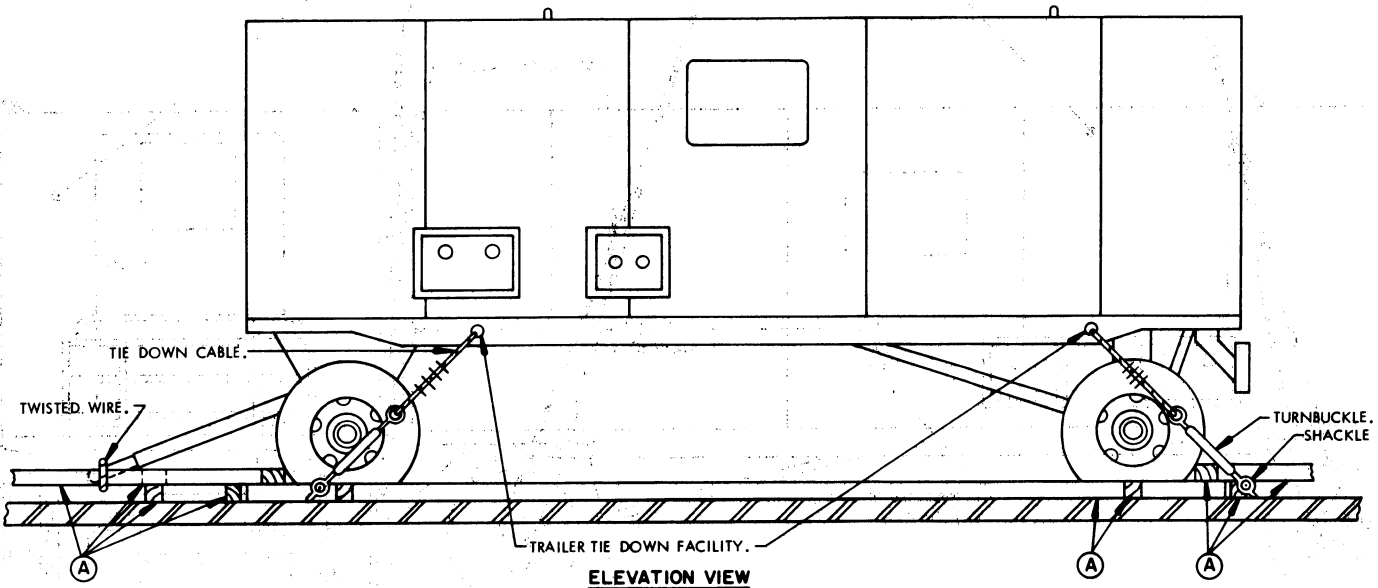 TIE DOWN CABLE.
TWISTED WIRE.
TURNBUCKLE.
SHACKLE
TRAILER TIE DOWN FACILITY.
A
A
A
ELEVATION VIEW